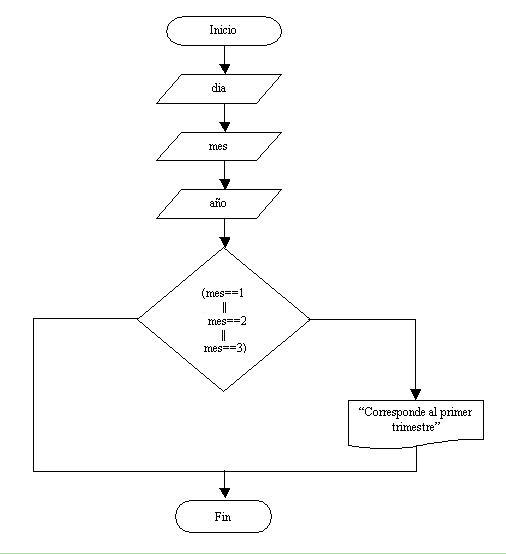 Inicio
dia
mes
año
(mes==1
||
mes==2
||
mes==3)
“Corresponde al primer
trimestre”
Fin